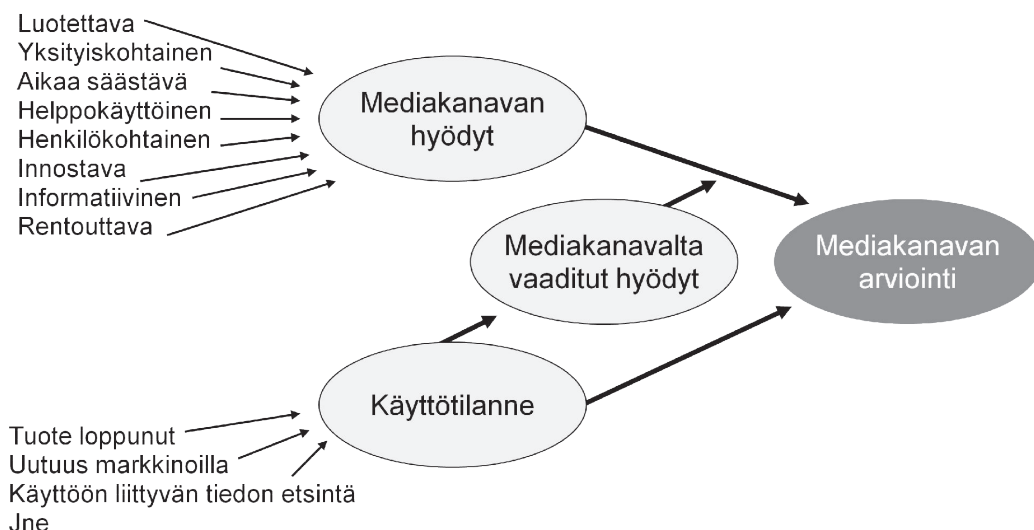 Luotettava
Yksityiskohtainen
Aikaa säästävä
Helppokäyttöinen
Henkilökohtainen
Innostava
Informatiivinen
Rentouttava
Mediakanavan
hyödyt
Mediakanavalta
vaaditut hyödyt
Mediakanavan
arviointi
Käyttötilanne
Tuote loppunut
Uutuus markkinoilla
Käyttöön liittyvän tiedon etsintä
Jne